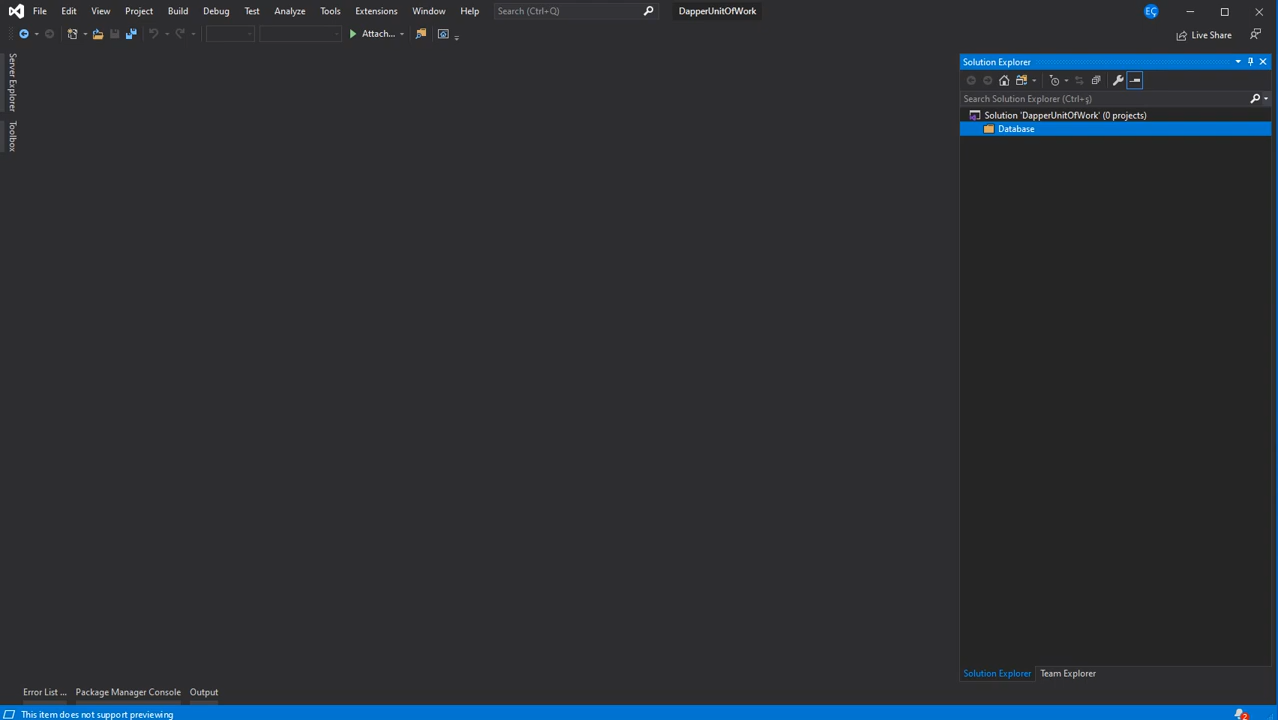 File Edit View Project Build Debug Test Analyze Tools Extensions Window Help Search (Ctrl+Q) DapperUnitOfWork EÇ
Attach... Live Share
Server Explorer
Toolbox
Solution Explorer
Search Solution Explorer (Ctrl+ş)
Solution 'DapperUnitOfWork' (0 projects)
Database
Solution Explorer Team Explorer
Error List ... Package Manager Console Output
This item does not support previewing 2